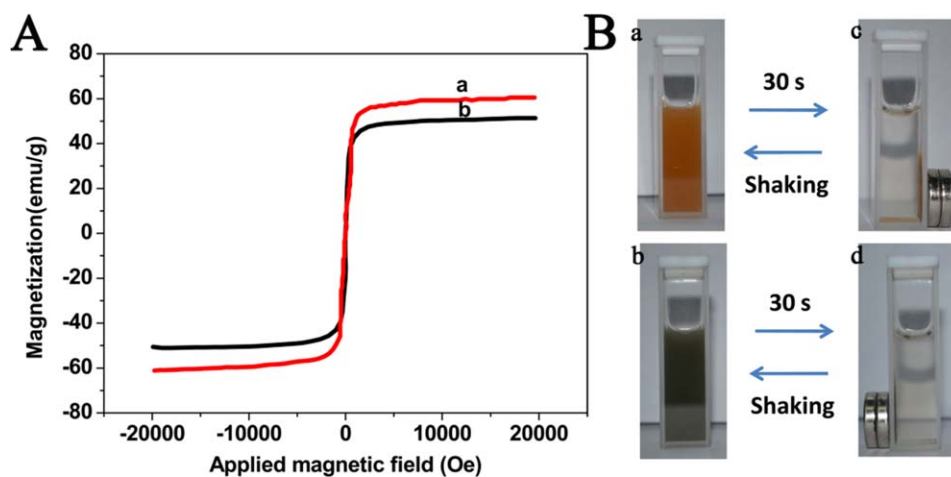 A
80
60
40
20
0
-20
-40
-60
-80
Magnetization(emu/g)
a
b
-20000 -10000 0 10000 20000
Applied magnetic field (Oe)
B
a
30 s
Shaking
c
b
30 s
Shaking
d